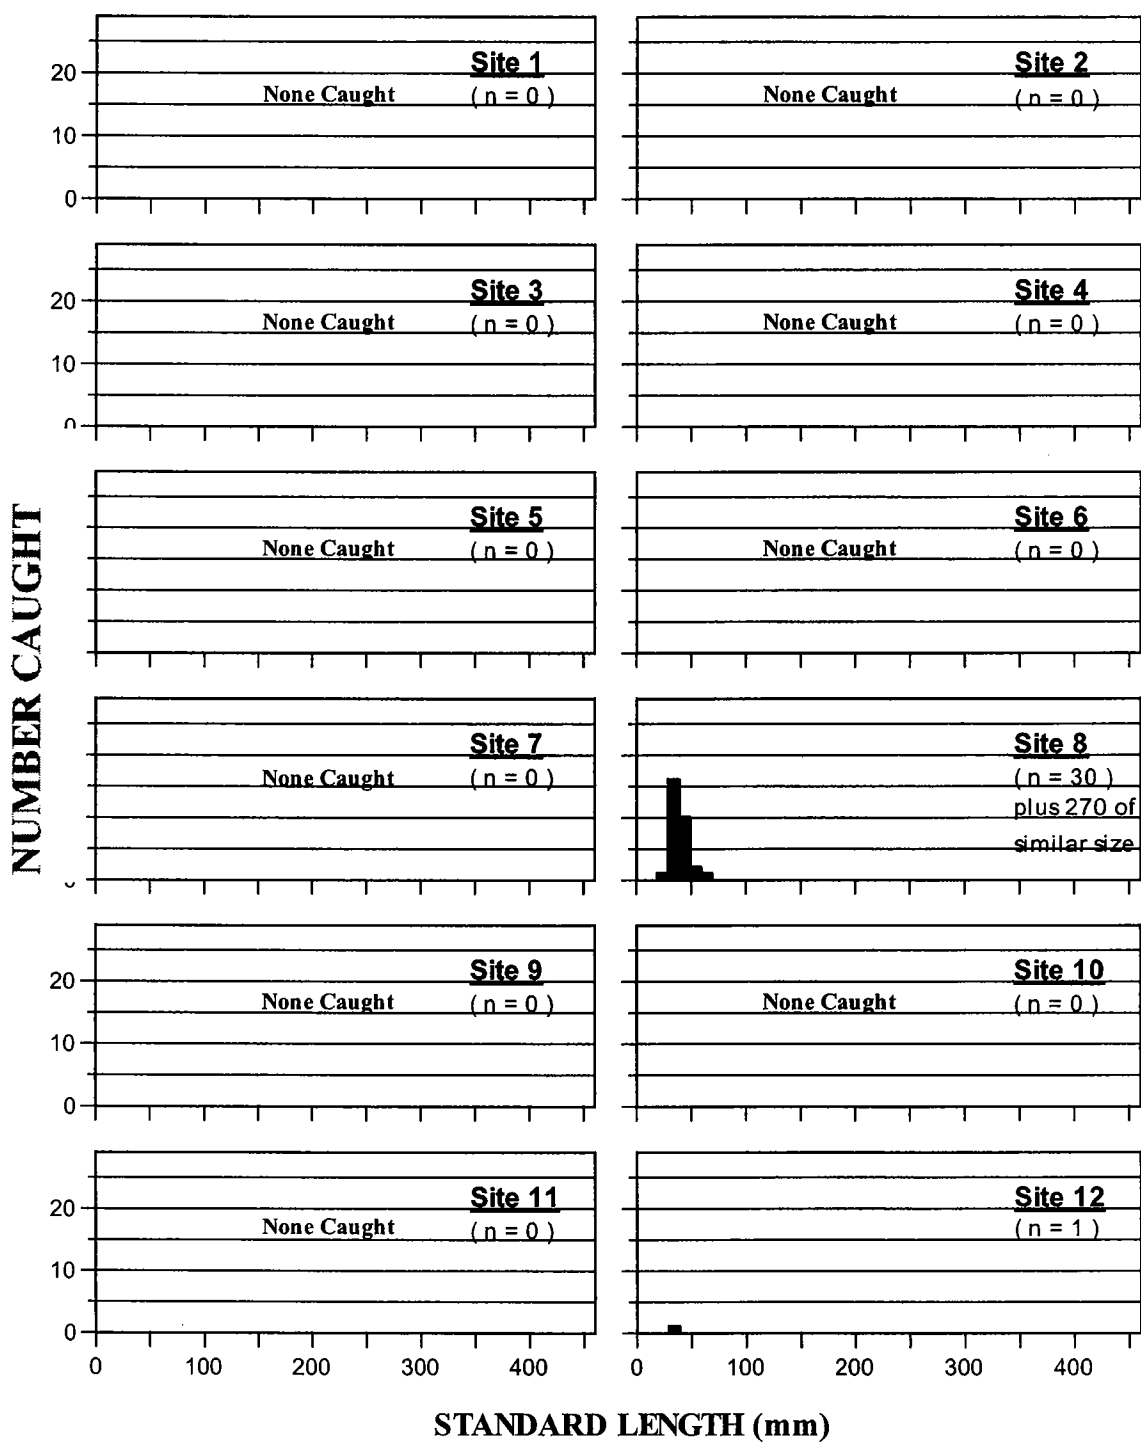 Site 1
20
None Caught
( n = 0 )
10
0
Site 2
None Caught
( n = 0 )
Site 3
20
None Caught
( n = 0 )
10
0
Site 4
None Caught
( n = 0 )
Site 5
None Caught
( n = 0 )
Site 6
None Caught
( n = 0 )
NUMBER CAUGHT
Site 7
None Caught
( n = 0 )
Site 8
( n = 30 )
plus 270 of
similar size
Site 9
20
None Caught
( n = 0 )
10
0
Site 10
None Caught
( n = 0 )
Site 11
20
None Caught
( n = 0 )
10
0
Site 12
( n = 1 )
0 100 200 300 400
0 100 200 300 400
STANDARD LENGTH (mm)